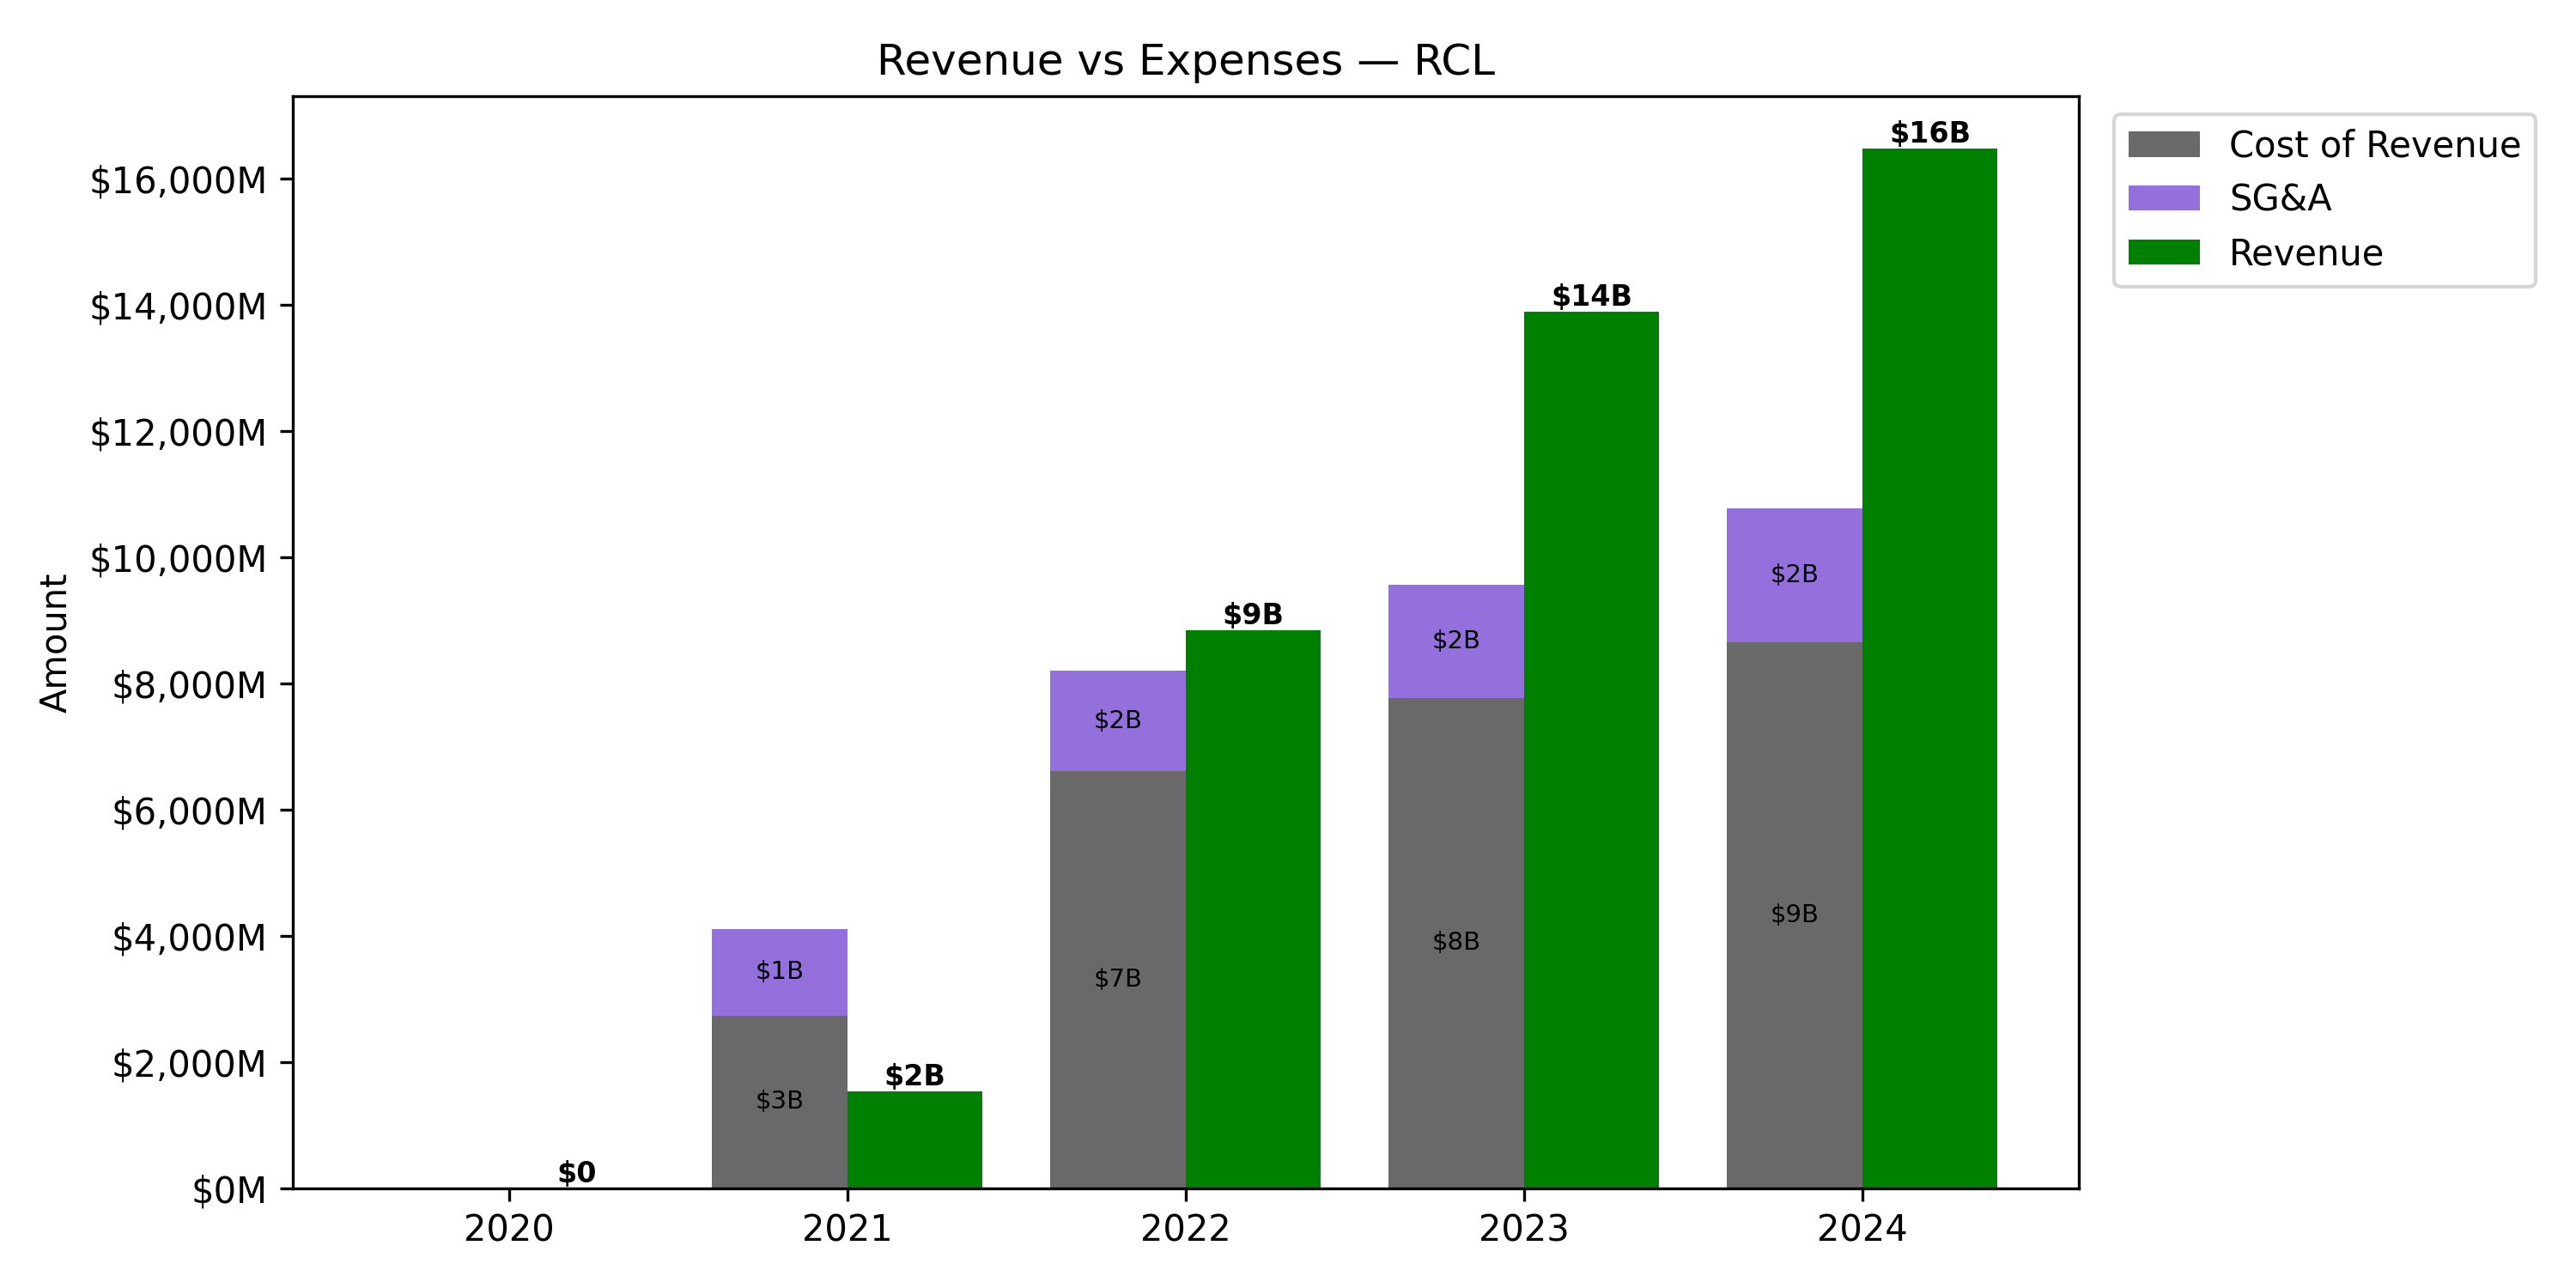 Revenue vs Expenses — RCL
Cost of Revenue
SG&A
Revenue
Amount
$16,000M
$14,000M
$12,000M
$10,000M
$8,000M
$6,000M
$4,000M
$2,000M
$0M
$0
$1B
$3B
$2B
$2B
$7B
$9B
$2B
$8B
$14B
$2B
$9B
$16B
2020
2021
2022
2023
2024